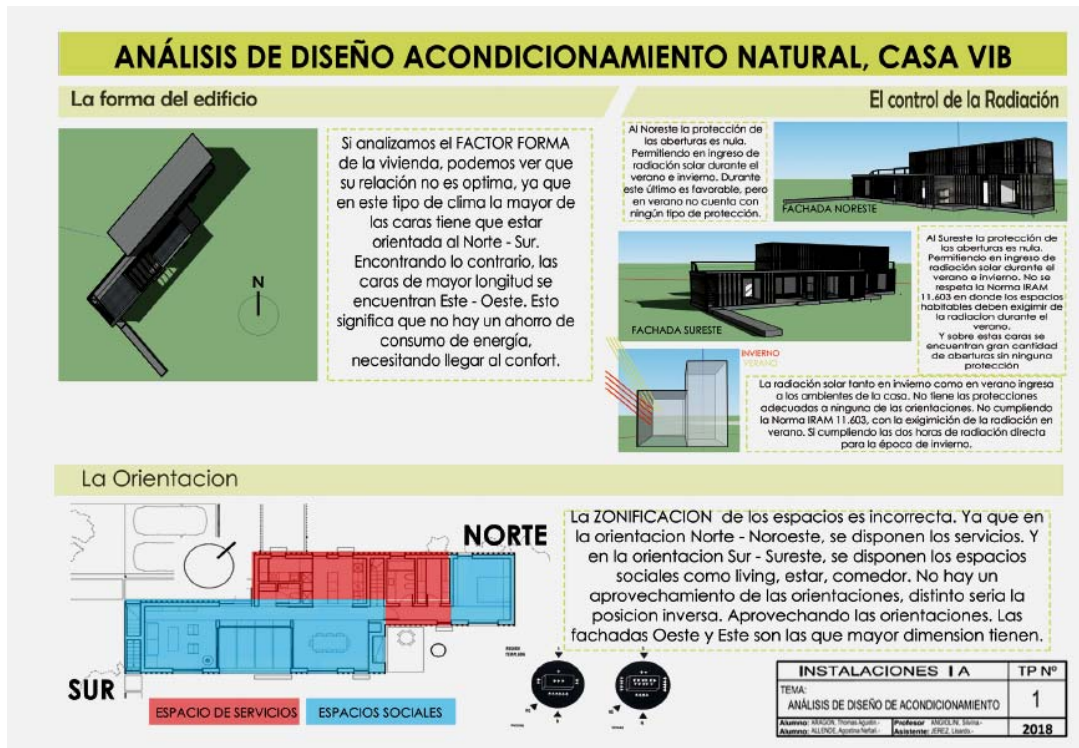 ANÁLISIS DE DISEÑO ACONDICIONAMIENTO NATURAL, CASA VIB
La forma del edificio
El control de la Radiación
Si analizamos el FACTOR FORMA
de la vivienda, podemos ver que
su relación no es optima, ya que
en este tipo de clima la mayor de
las caras tiene que estar
orientada al Norte - Sur.
Encontrando lo contrario, las
caras de mayor longitud se
encuentran Este - Oeste. Esto
significa que no hay un ahorro de
consumo de energía,
necesitando llegar al confort.
N
Al Noreste la protección de
las aberturas es nula.
Permitiendo en ingreso de
radiación solar durante el
verano e invierno. Durante
este último es favorable, pero
en verano no cuenta con
ningún tipo de protección.
FACHADA NORESTE
FACHADA SURESTE
Al Sureste la protección de
las aberturas es nula.
Permitiendo en ingreso de
radiación solar durante el
verano e invierno. No se
respeta la Norma IRAM
11.603 en donde los espacios
habitables deben exigimir de
la radiacion durante el
verano.
Y sobre estas caras se
encuentran gran cantidad
de aberturas sin ninguna
protección
INVIERNO
VERANO
La radiación solar tanto en invierno como en verano ingresa
a los ambientes de la casa. No tiene las protecciones
adecuadas a ninguna de las orientaciones. No cumpliendo
la Norma IRAM 11.603, con la exigimición de la radiación en
verano. Si cumpliendo las dos horas de radiación directa
para la época de invierno.
La Orientacion
NORTE
SUR
ESPACIO DE SERVICIOS
ESPACIOS SOCIALES
La ZONIFICACION de los espacios es incorrecta. Ya que en
la orientacion Norte - Noroeste, se disponen los servicios. Y
en la orientacion Sur - Sureste, se disponen los espacios
sociales como living, estar, comedor. No hay un
aprovechamiento de las orientaciones, distinto seria la
posicion inversa. Aprovechando las orientaciones. Las
fachadas Oeste y Este son las que mayor dimension tienen.
INSTALACIONES I A
TP Nº
TEMA:
ANÁLISIS DE DISEÑO DE ACONDICIONAMIENTO
1
Alumno: ARAGON, Thomas Agustín.-
Profesor ANGIOLINI, Silvina.-
Alumno: ALLENDE, Agostina
Asistente: JEREZ, Lisardo.-
2018